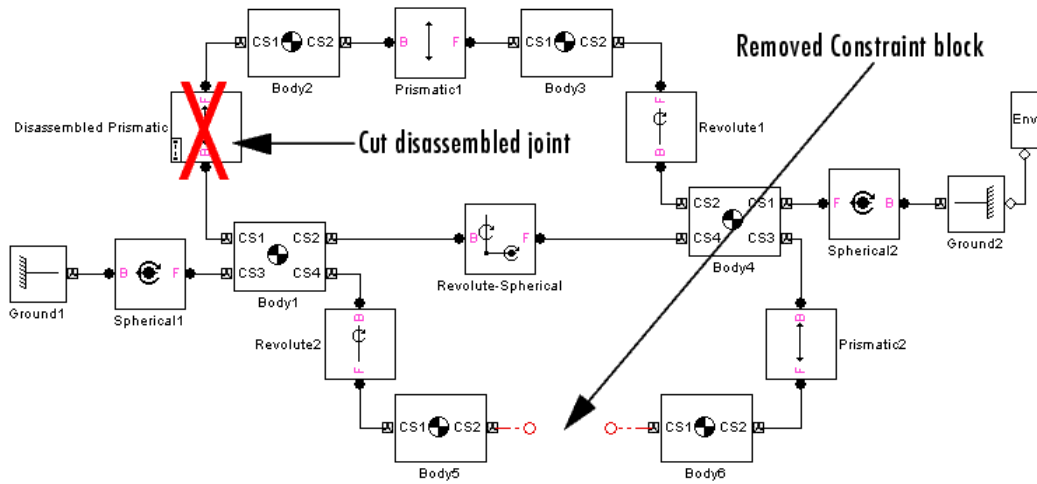 CS1 CS2
Body2
B F
Prismatic1
CS1 CS2
Body3
Removed Constraint block
Disassembled Prismatic
F
B
Cut disassembled joint
F
B
Revolute1
Env
CS1 CS2
CS3 CS4
Body1
B F
Revolute-Spherical
CS2 CS1
CS4 CS3
Body4
F B
Spherical2
Ground2
Ground1
B F
Spherical1
B
F
Revolute2
B
F
Prismatic2
CS1 CS2
Body5
CS1 CS2
Body6